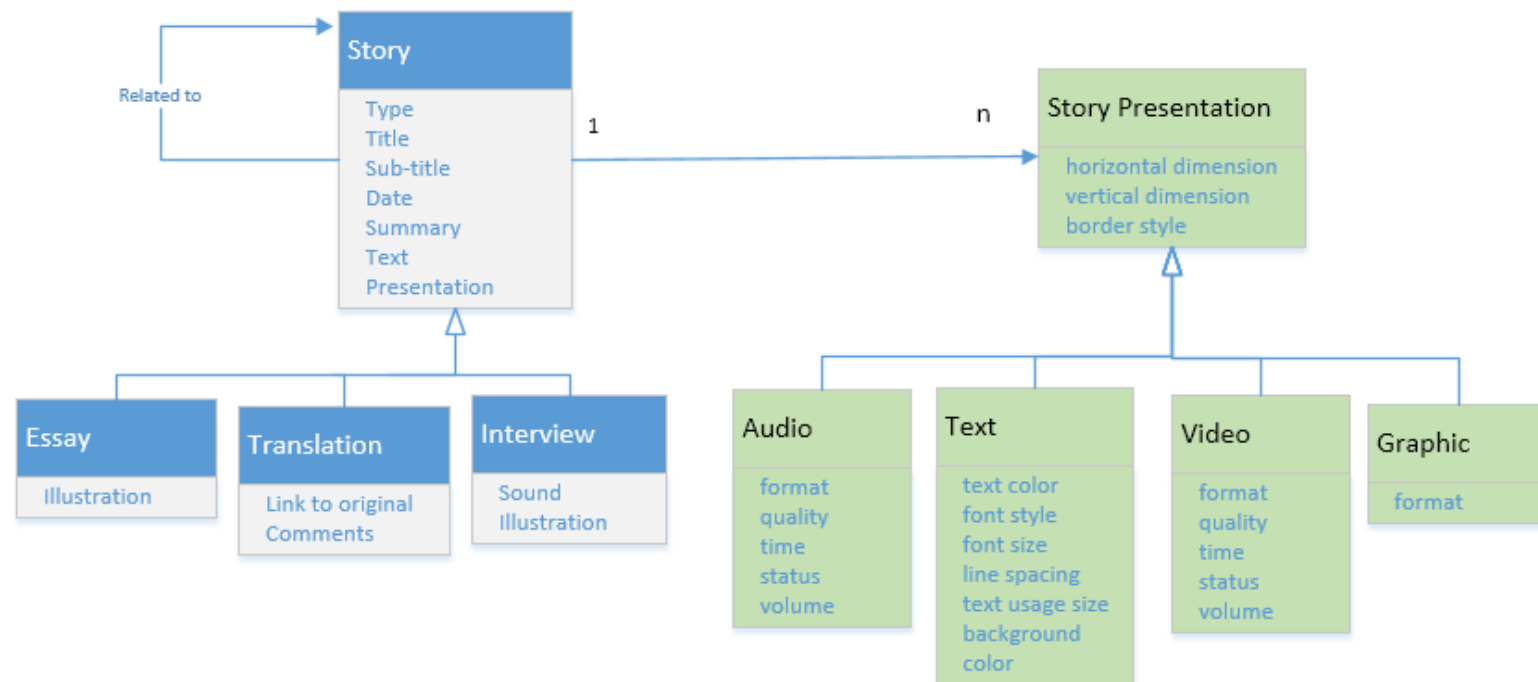 Related to
Story
Type
Title
Sub-title
Date
Summary
Text
Presentation
1
n
Story Presentation
horizontal dimension
vertical dimension
border style
Essay
Illustration
Translation
Link to original
Comments
Interview
Sound
Illustration
Audio
format
quality
time
status
volume
Text
text color
font style
font size
line spacing
text usage size
background
color
Video
format
quality
time
status
volume
Graphic
format